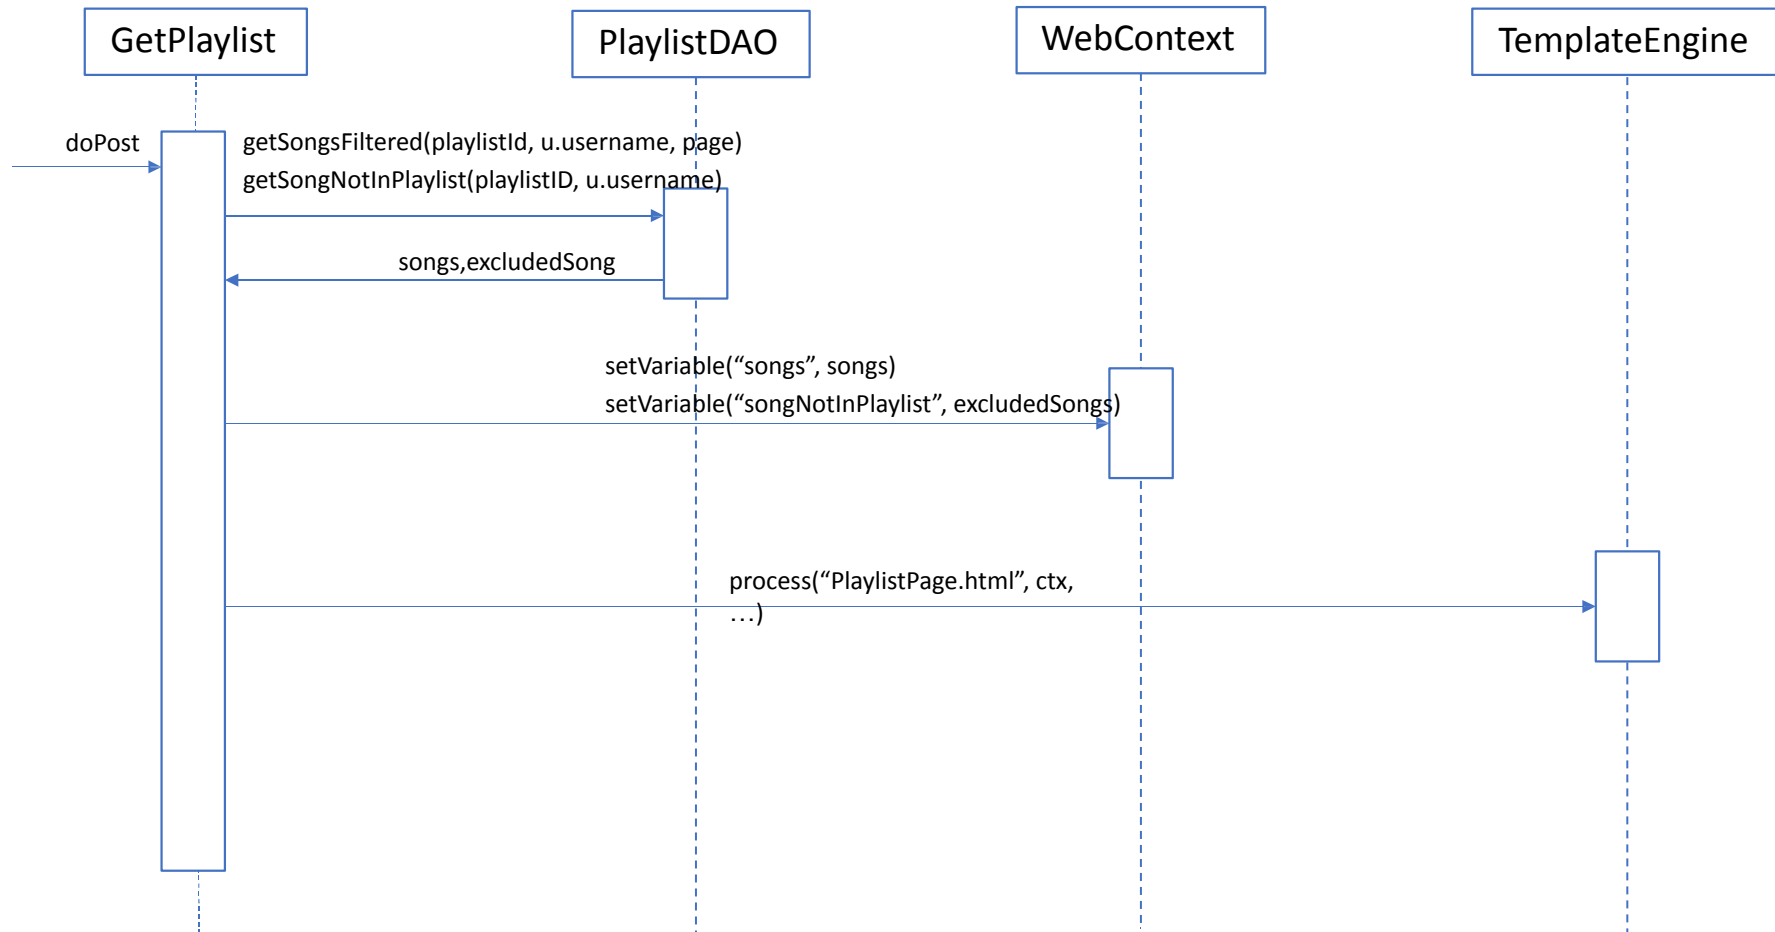 GetPlaylist
PlaylistDAO
WebContext
TemplateEngine
doPost
getSongsFiltered(playlistId, u.username, page)
getSongNotInPlaylist(playlistID, u.username)
songs,excludedSong
setVariable(“songs”, songs)
setVariable(“songNotInPlaylist”, excludedSongs)
process(“PlaylistPage.html”, ctx,
…)